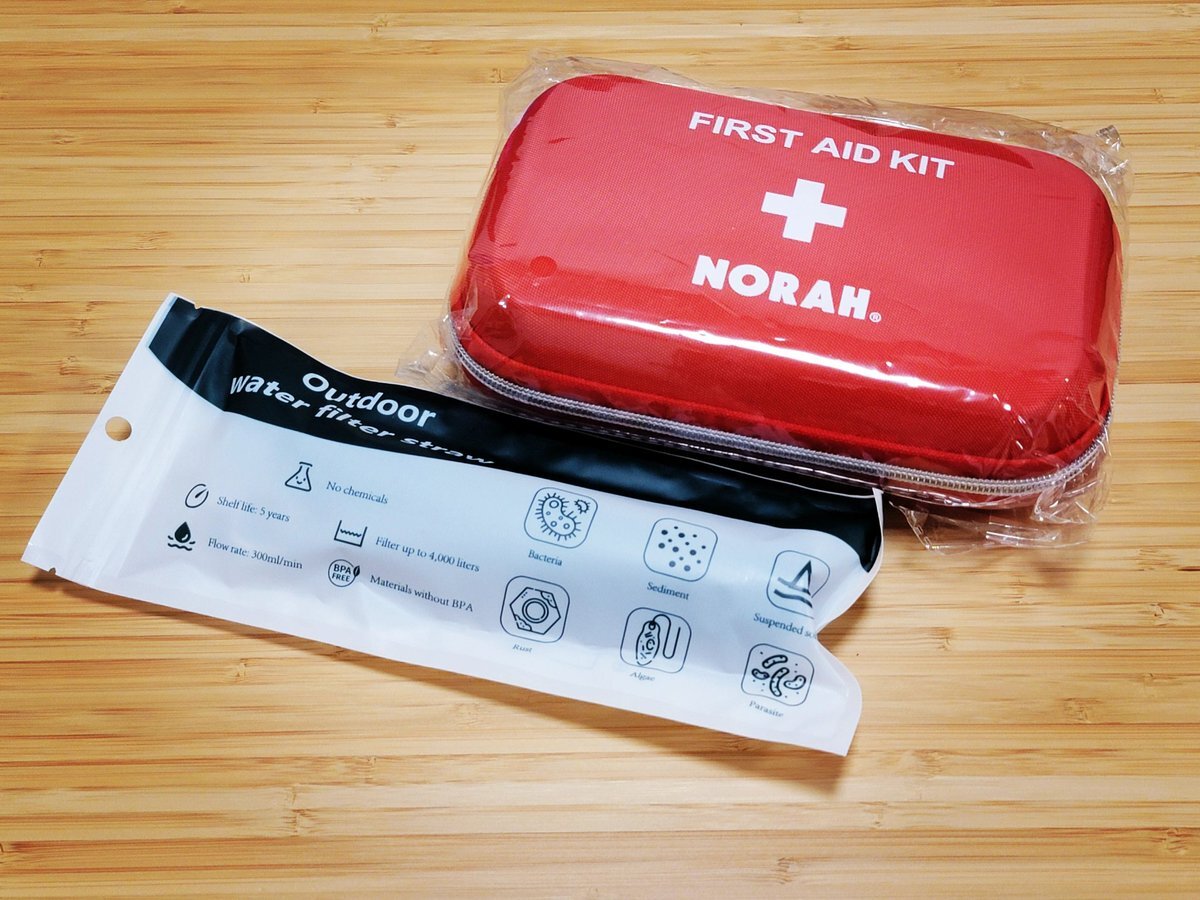 FIRST AID KIT
NORAH®
Outdoor
water filter straw
No chemicals
Shelf life: 5 years
Filter up to 4,000 liters
Flow rate: 300ml/min
BPA
FREE
Materials without BPA
Bacteria
Sediment
Suspended
Rust
Algae
Parasite